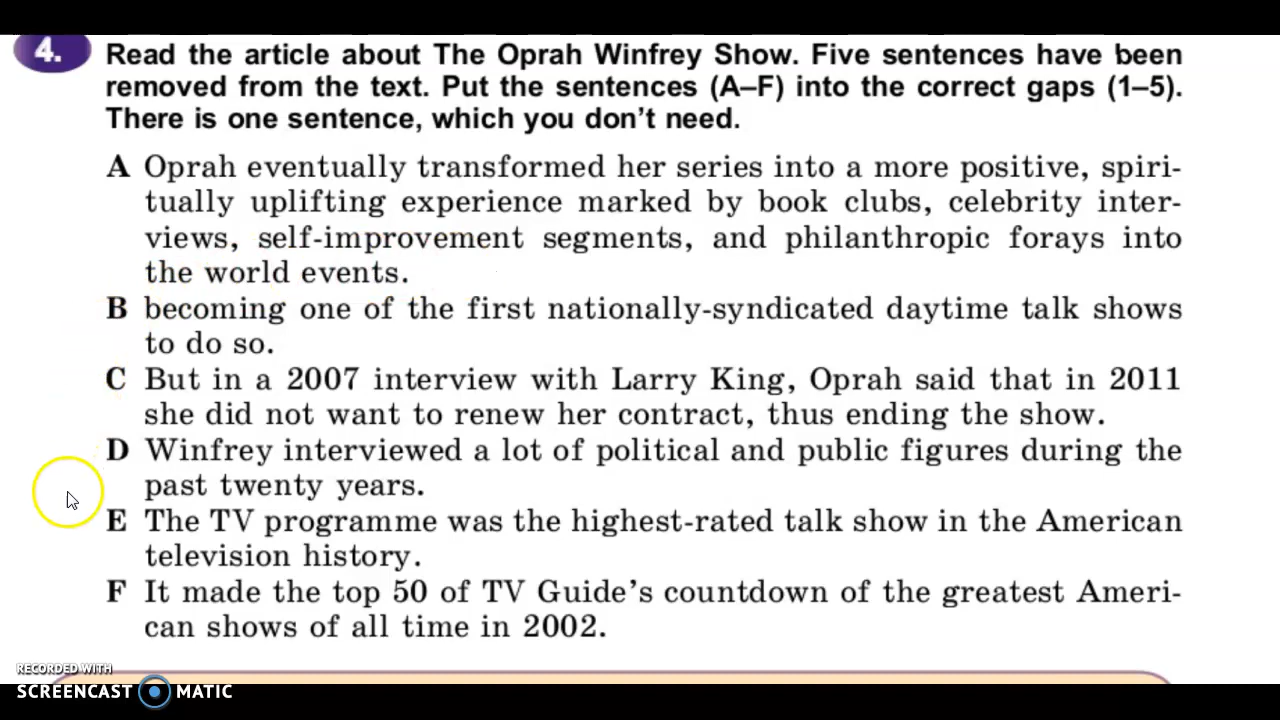 4.
Read the article about The Oprah Winfrey Show. Five sentences have been
removed from the text. Put the sentences (A–F) into the correct gaps (1–5).
There is one sentence, which you don't need.
A Oprah eventually transformed her series into a more positive, spiri-
tually uplifting experience marked by book clubs, celebrity inter-
views, self-improvement segments, and philanthropic forays into
the world events.
B becoming one of the first nationally-syndicated daytime talk shows
to do so.
C But in a 2007 interview with Larry King, Oprah said that in 2011
she did not want to renew her contract, thus ending the show.
D Winfrey interviewed a lot of political and public figures during the
past twenty years.
E The TV programme was the highest-rated talk show in the American
television history.
F It made the top 50 of TV Guide's countdown of the greatest Ameri-
can shows of all time in 2002.
RECORDED WITH
SCREENCAST MATIC